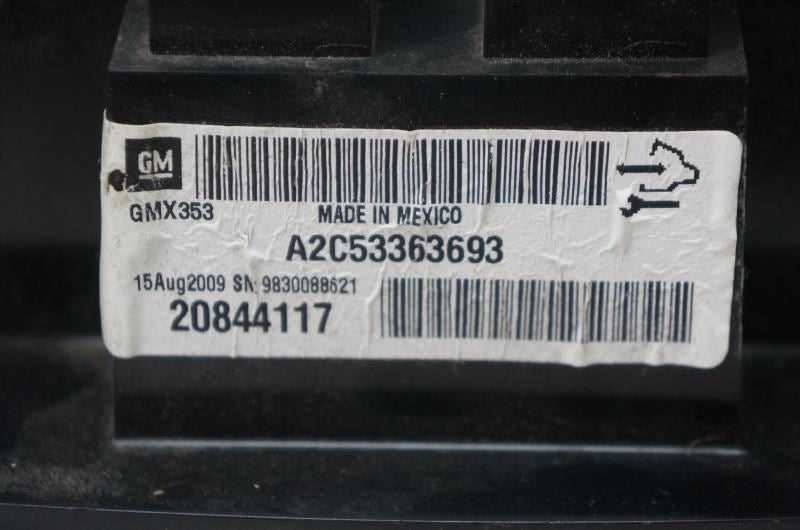 GM
GMX353
MADE IN MEXICO
A2C53363693
15Aug2009 SN: 9830088621
20844117